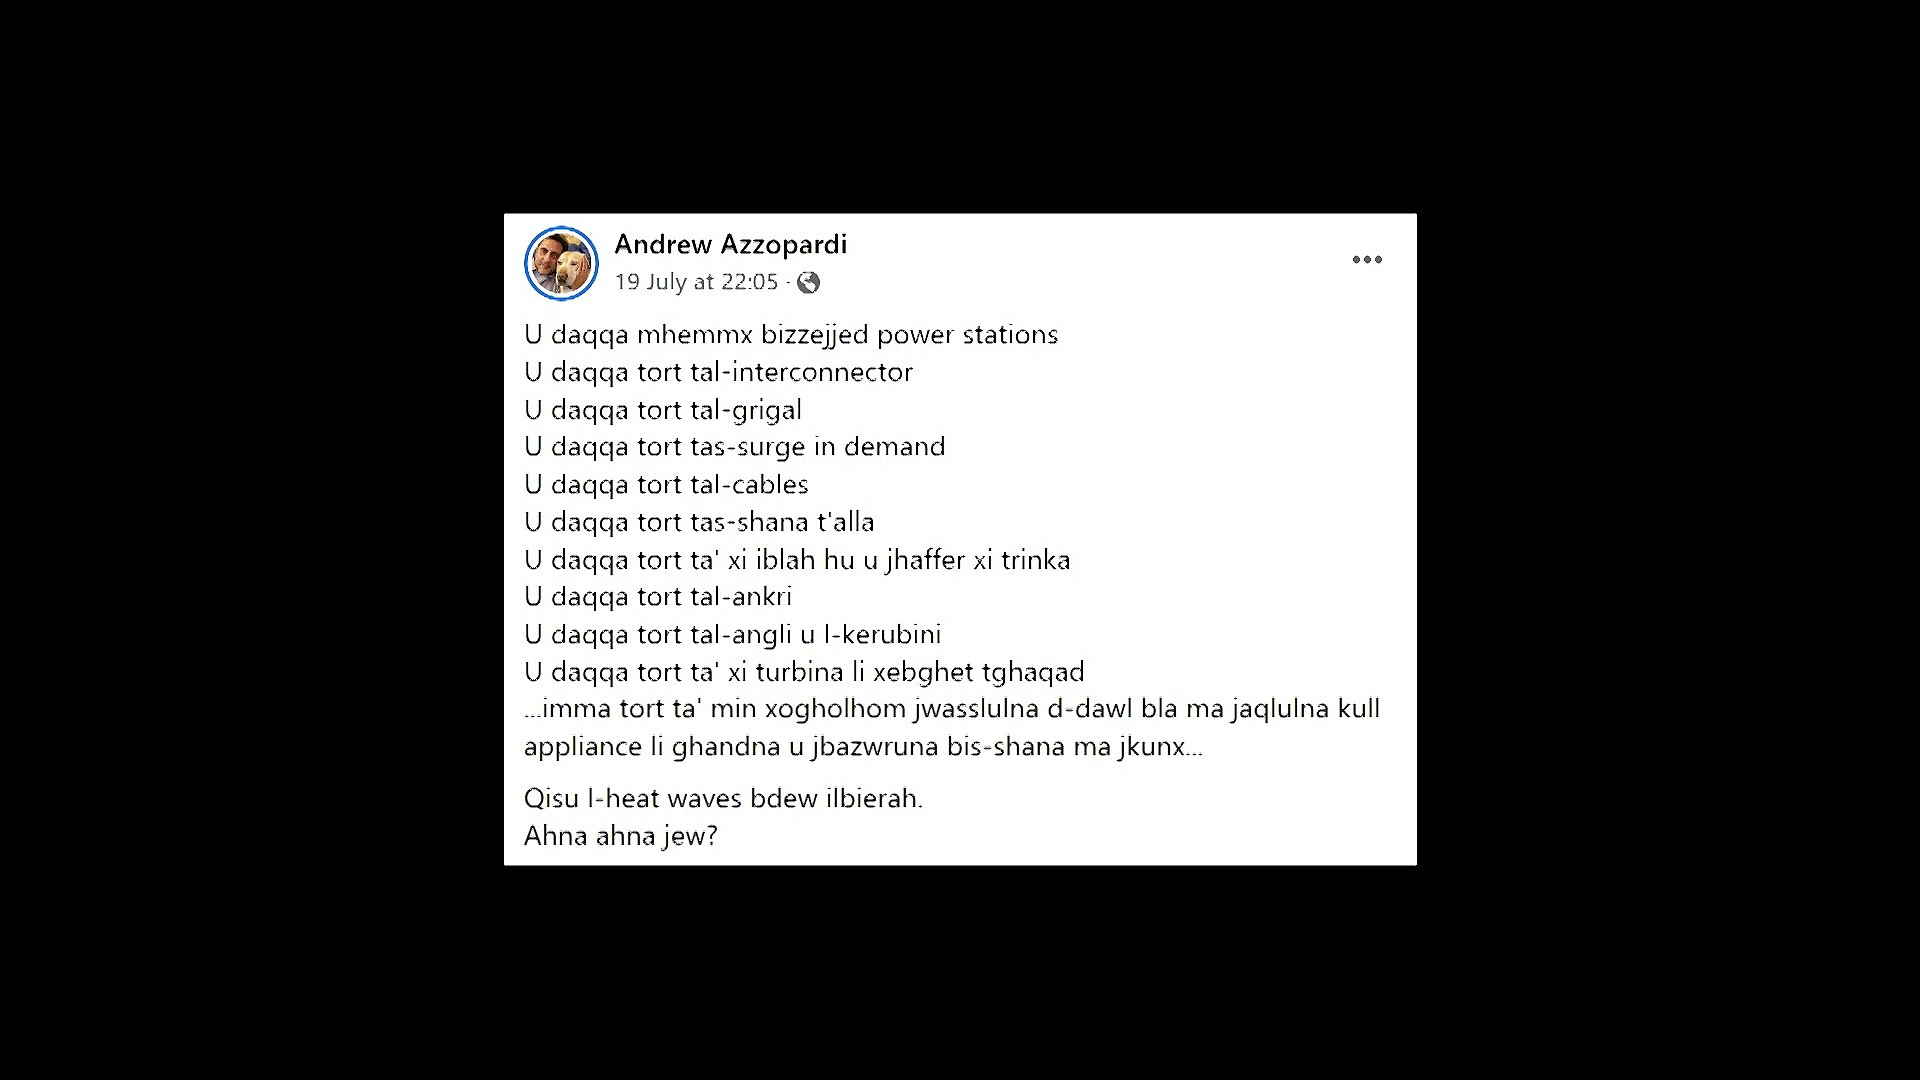 Andrew Azzopardi
19 July at 22:05 ·
U daqqa mhemmx bizzejjed power stations
U daqqa tort tal-interconnector
U daqqa tort tal-grigal
U daqqa tort tas-surge in demand
U daqqa tort tal-cables
U daqqa tort tas-shana t'alla
U daqqa tort ta' xi iblah hu u jhaffer xi trinka
U daqqa tort tal-ankri
U daqqa tort tal-angli u l-kerubini
U daqqa tort ta' xi turbina li xebghet tghaqad
...imma tort ta' min xogholhom jwasslulna d-dawl bla ma jaqlulna kull
appliance li ghandna u jbazwruna bis-shana ma jkunx...
Qisu l-heat waves bdew ilbierah.
Ahna ahna jew?